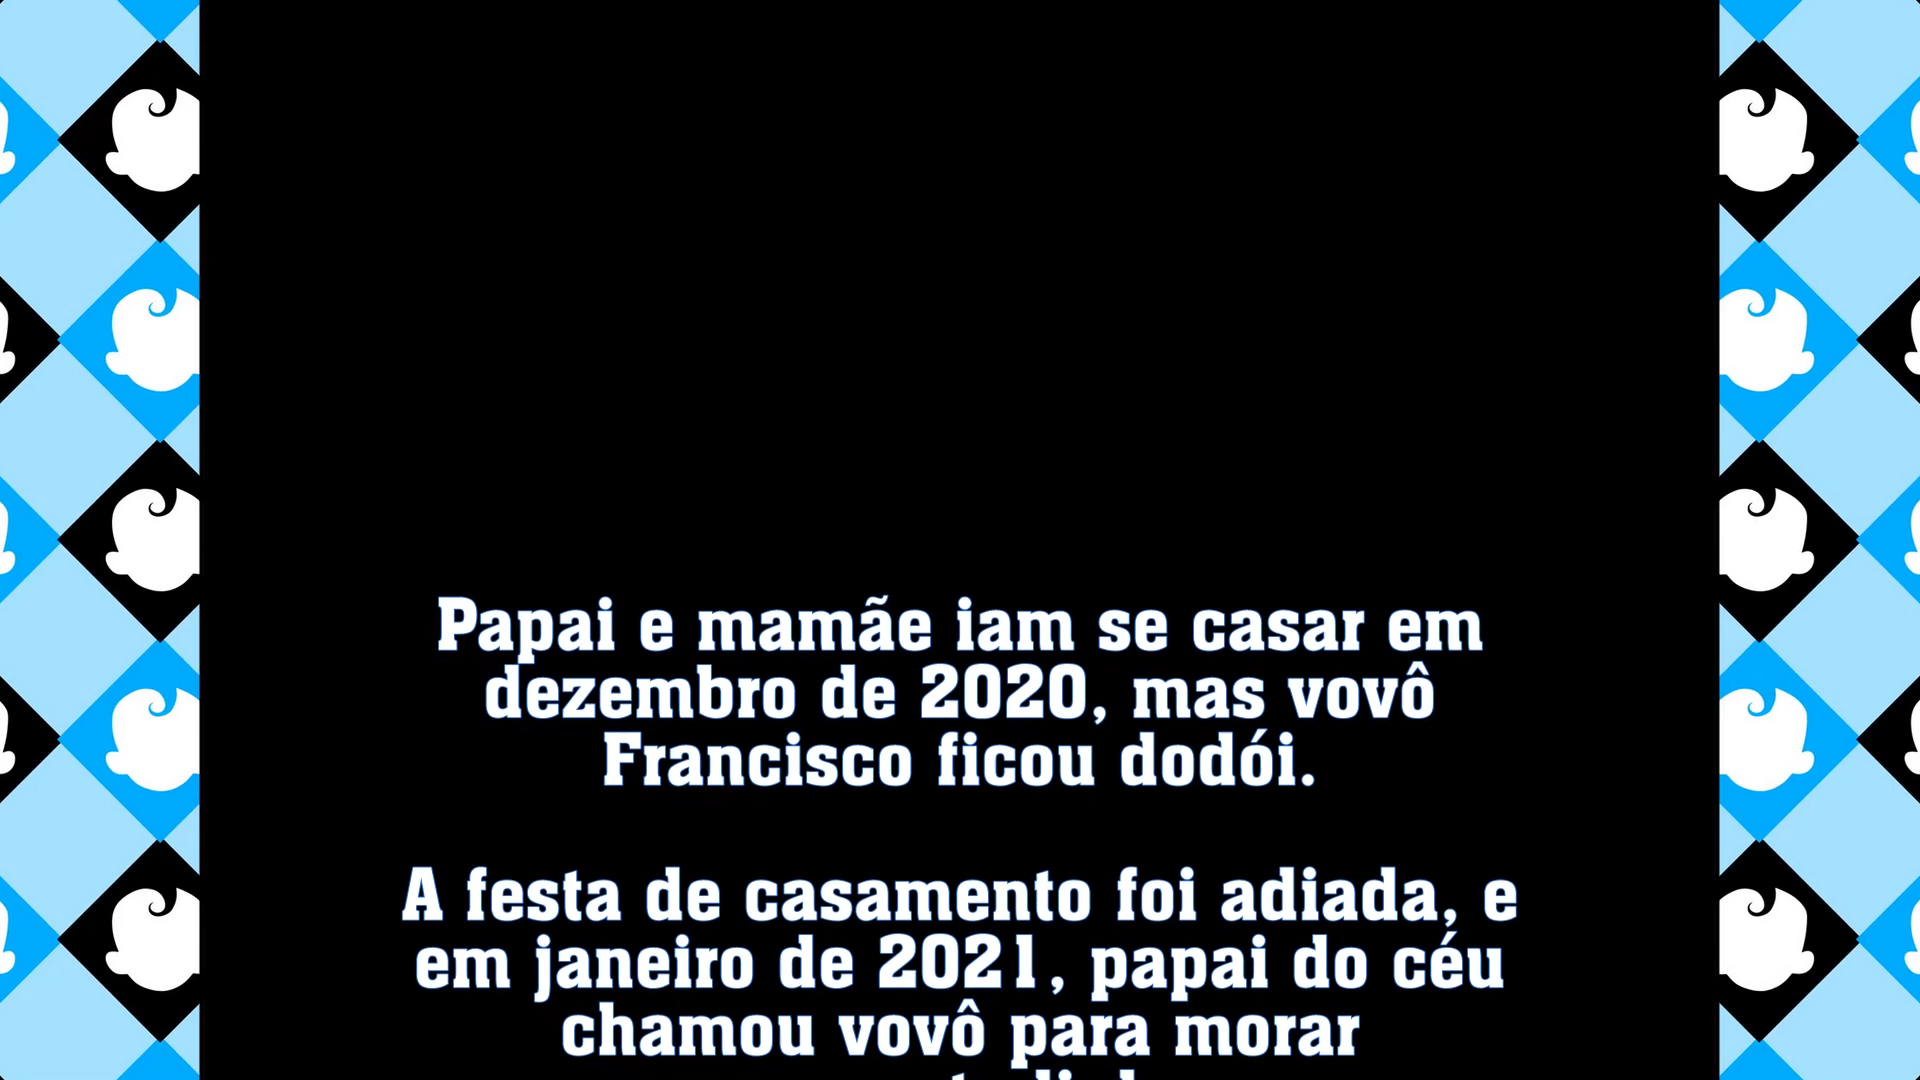 Papai e mamãe iam se casar em
dezembro de 2020, mas vovô
Francisco ficou dodói.
A festa de casamento foi adiada, e
em janeiro de 2021, papai do céu
chamou vovô para morar